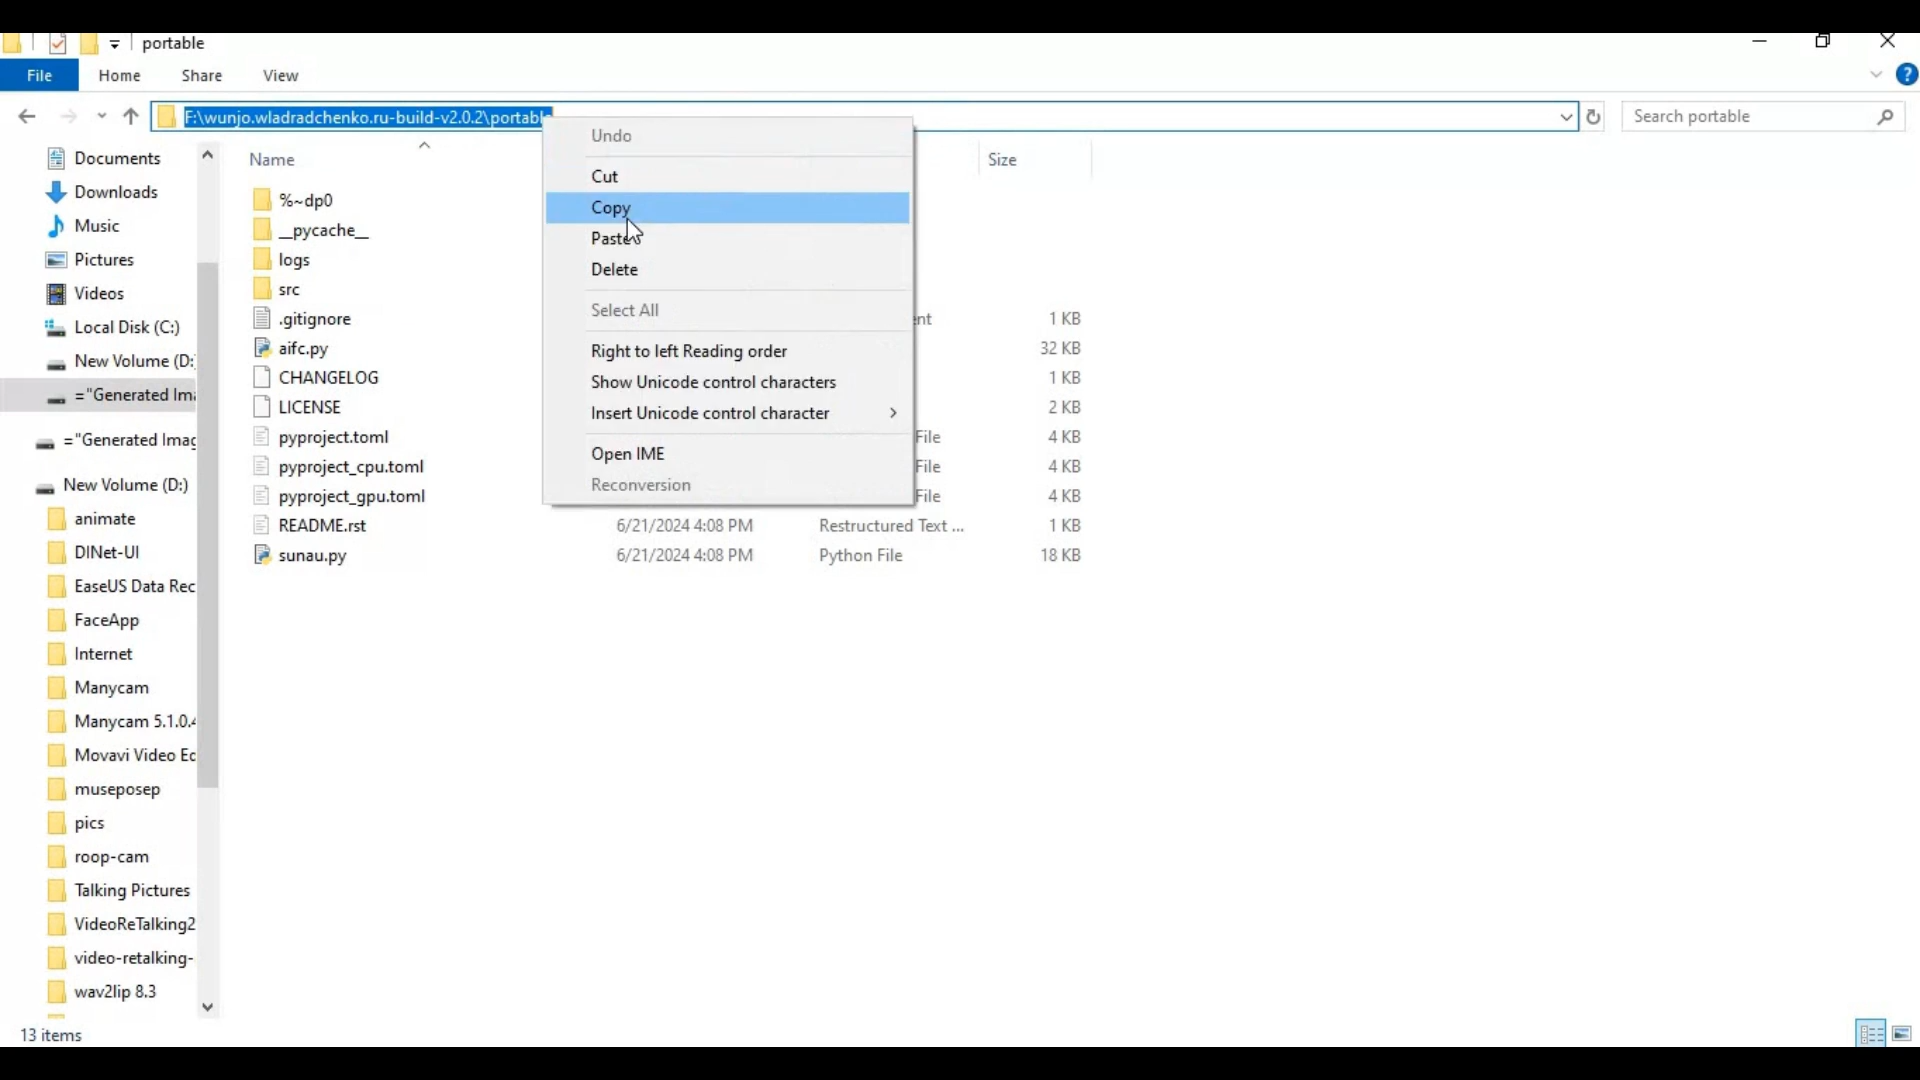 portable
File Home Share View
F:\wunjo.wladradchenko.ru-build-v2.0.2\portabl
Search portable
Documents
Downloads
Music
Pictures
Videos
Local Disk (C:)
New Volume (D:)
="Generated Ima
="Generated Imag
New Volume (D:)
animate
DINet-UI
EaseUS Data Rec
FaceApp
Internet
Manycam
Manycam 5.1.0.4
Movavi Video Ed
museposep
pics
roop-cam
Talking Pictures
VideoReTalking2
video-retalking-
wav2lip 8.3
Name Size
%~dp0
__pycache__
logs
src
.gitignore ent 1 KB
aifc.py 32 KB
CHANGELOG 1 KB
LICENSE 2 KB
pyproject.toml File 4 KB
pyproject_cpu.toml File 4 KB
pyproject_gpu.toml File 4 KB
README.rst 6/21/2024 4:08 PM Restructured Text ... 1 KB
sunau.py 6/21/2024 4:08 PM Python File 18 KB
Undo
Cut
Copy
Paste
Delete
Select All
Right to left Reading order
Show Unicode control characters
Insert Unicode control character
Open IME
Reconversion
13 items